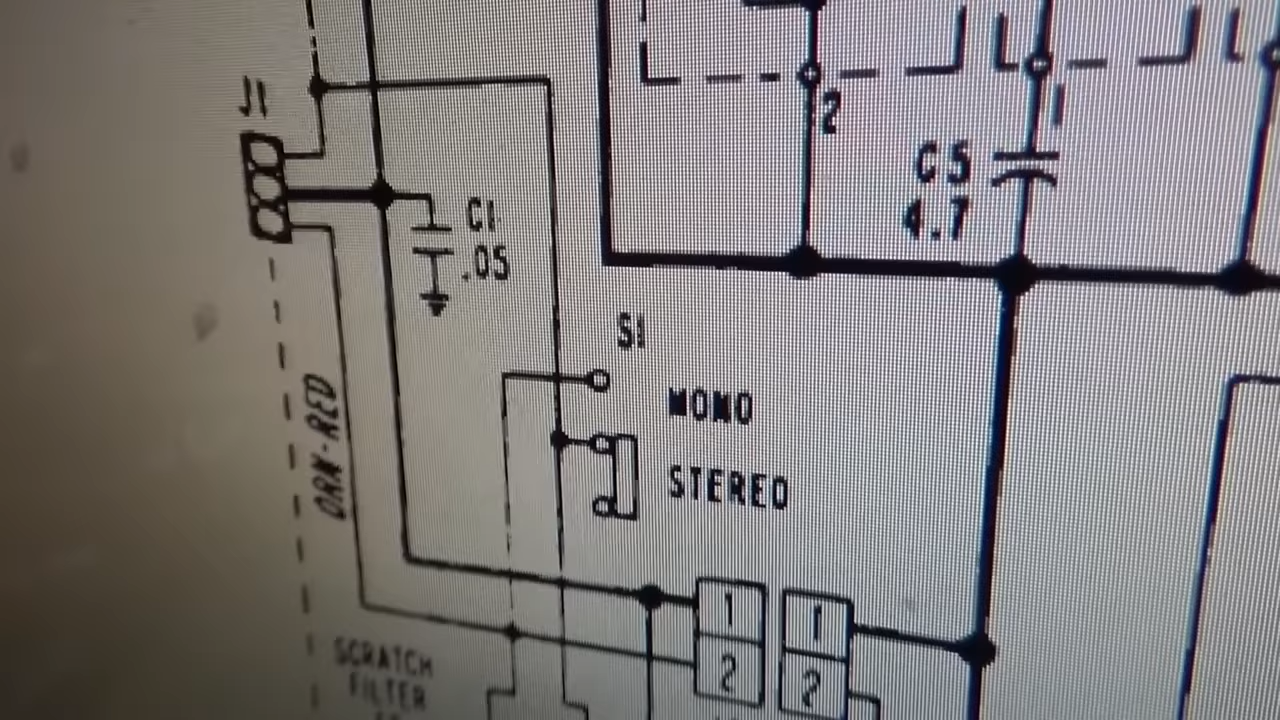 J1
2
1
C5
4.7
C1
.05
S1
MONO
STEREO
ORN-RED
1
1
2
2
SCRATCH
FILTER